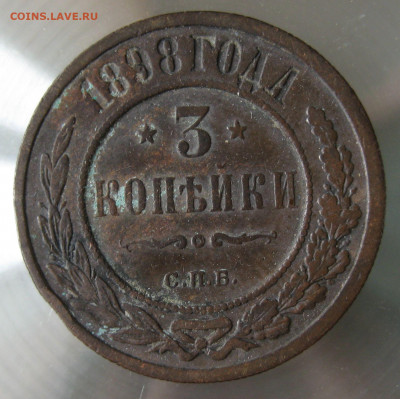 COINS.LAVE.RU
1898 ГОДА
3
КОПѢЙКИ
С.П.Б.